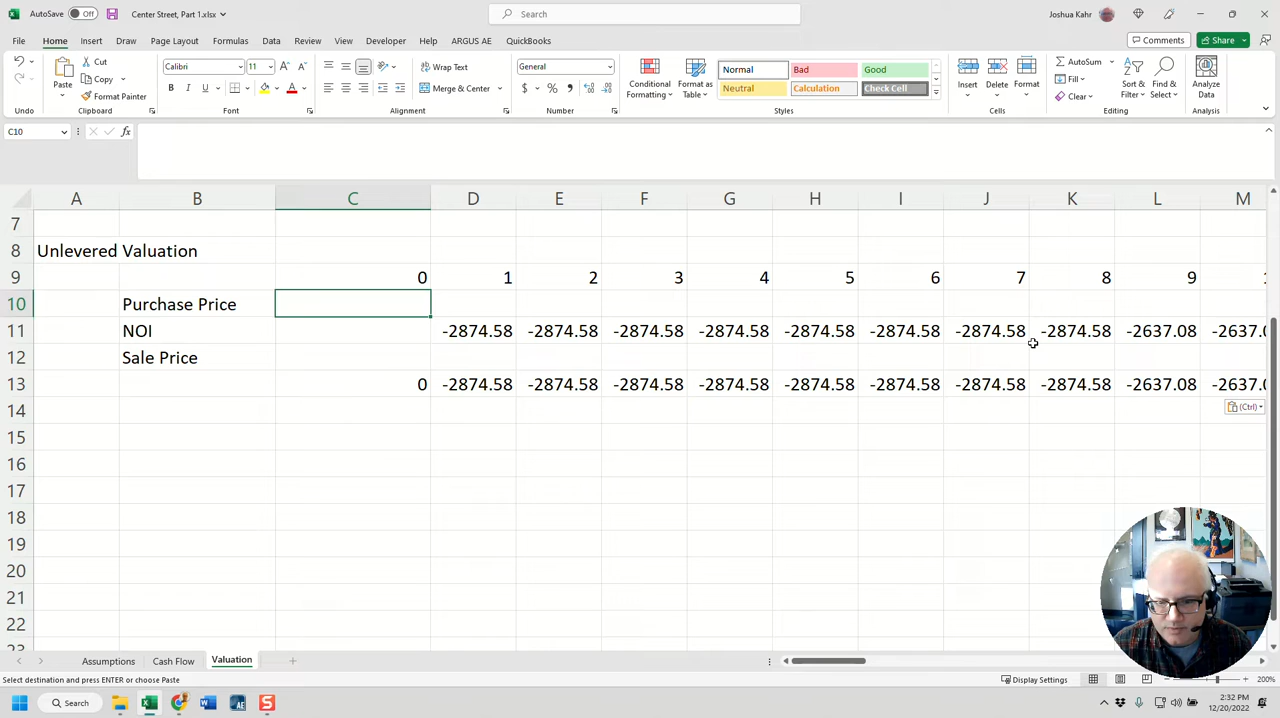 AutoSave Off Center Street, Part 1.xlsx Search Joshua Kahr
File Home Insert Draw Page Layout Formulas Data Review View Developer Help ARGUS AE QuickBooks Comments Share
Undo
Paste
Cut
Copy
Format Painter
Clipboard
Calibri 11
B I U
Font
Wrap Text
Merge & Center
Alignment
General
$ % 9
Number
Conditional Formatting
Format as Table
Normal Bad Good
Neutral Calculation Check Cell
Styles
Insert Delete Format
Cells
AutoSum
Fill
Clear
Sort & Filter
Find & Select
Editing
Analyze Data
Analysis
C10 fx
A B C D E F G H I J K L M
7
8 Unlevered Valuation
9 0 1 2 3 4 5 6 7 8 9 1
10 Purchase Price
11 NOI -2874.58 -2874.58 -2874.58 -2874.58 -2874.58 -2874.58 -2874.58 -2874.58 -2637.08 -2637.0
12 Sale Price
13 0 -2874.58 -2874.58 -2874.58 -2874.58 -2874.58 -2874.58 -2874.58 -2874.58 -2637.08 -2637.0
14
(Ctrl)
15
16
17
18
19
20
21
22
23
Assumptions Cash Flow Valuation
Select destination and press ENTER or choose Paste Display Settings 200%
Search 2:32 PM
12/20/2022